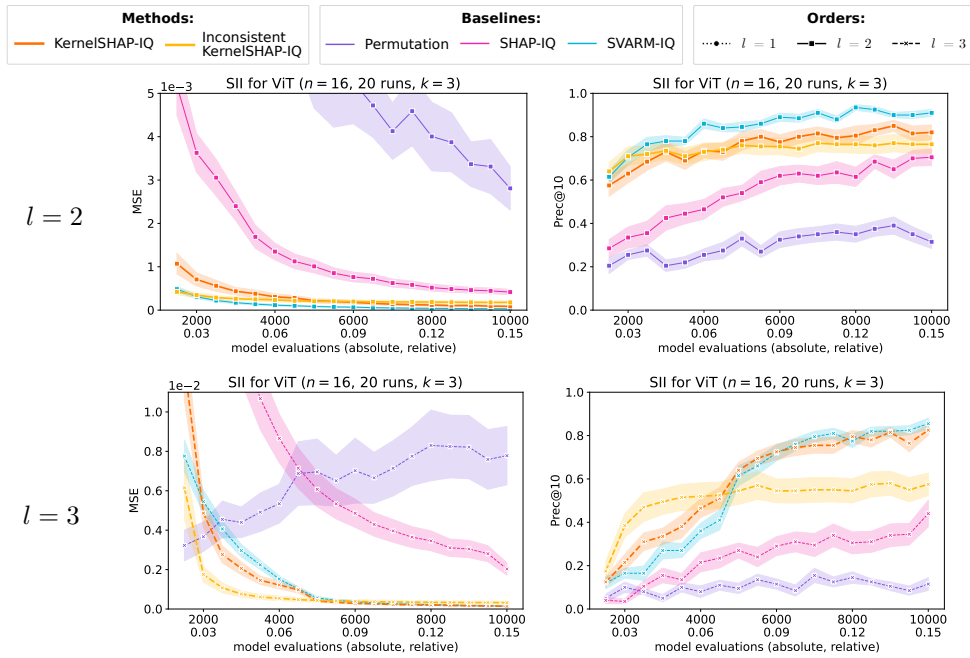 Methods:
KernelSHAP-IQ
Inconsistent
KernelSHAP-IQ
Baselines:
Permutation
SHAP-IQ
SVARM-IQ
Orders:
l = 1
l = 2
l = 3
l = 2
SII for ViT (n = 16, 20 runs, k = 3)
1e−3
5
4
3
2
1
0
MSE
2000 4000 6000 8000 10000
0.03 0.06 0.09 0.12 0.15
model evaluations (absolute, relative)
SII for ViT (n = 16, 20 runs, k = 3)
1.0
0.8
0.6
0.4
0.2
0.0
Prec@10
2000 4000 6000 8000 10000
0.03 0.06 0.09 0.12 0.15
model evaluations (absolute, relative)
l = 3
SII for ViT (n = 16, 20 runs, k = 3)
1e−2
1.0
0.8
0.6
0.4
0.2
0.0
MSE
2000 4000 6000 8000 10000
0.03 0.06 0.09 0.12 0.15
model evaluations (absolute, relative)
SII for ViT (n = 16, 20 runs, k = 3)
1.0
0.8
0.6
0.4
0.2
0.0
Prec@10
2000 4000 6000 8000 10000
0.03 0.06 0.09 0.12 0.15
model evaluations (absolute, relative)